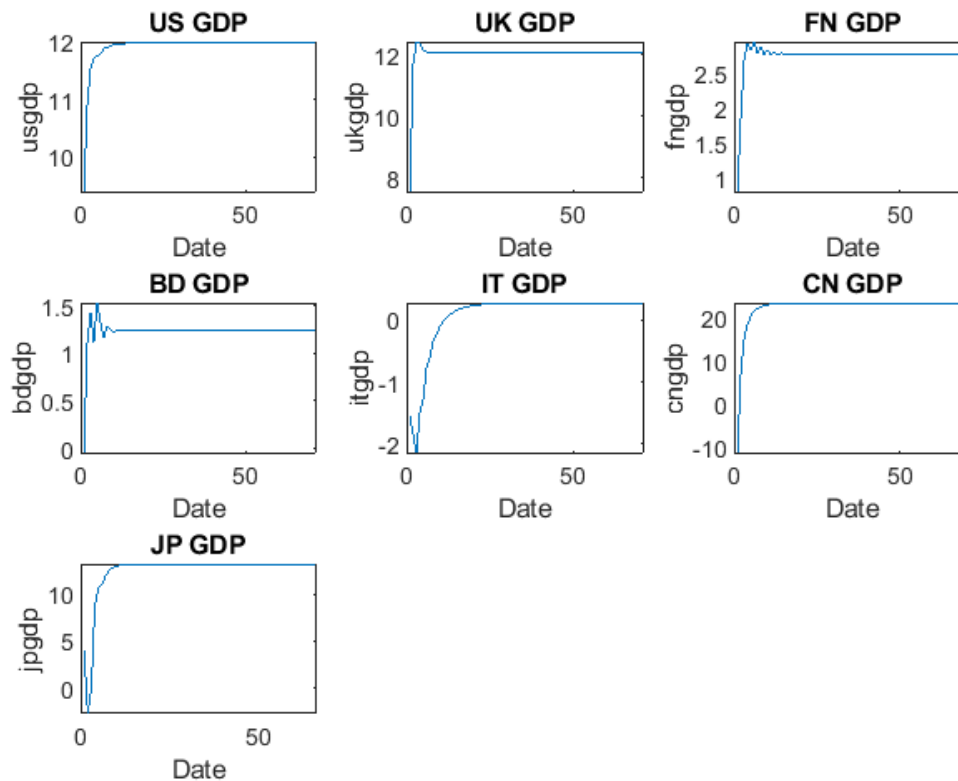 US GDP
usgdp
12
11
10
0
50
Date
UK GDP
ukgdp
12
10
8
0
50
Date
FN GDP
fngdp
2.5
2
1.5
1
0
50
Date
BD GDP
bdgdp
1.5
1
0.5
0
0
50
Date
IT GDP
itgdp
0
-1
-2
0
50
Date
CN GDP
cngdp
20
10
0
-10
0
50
Date
JP GDP
jpgdp
10
5
0
0
50
Date